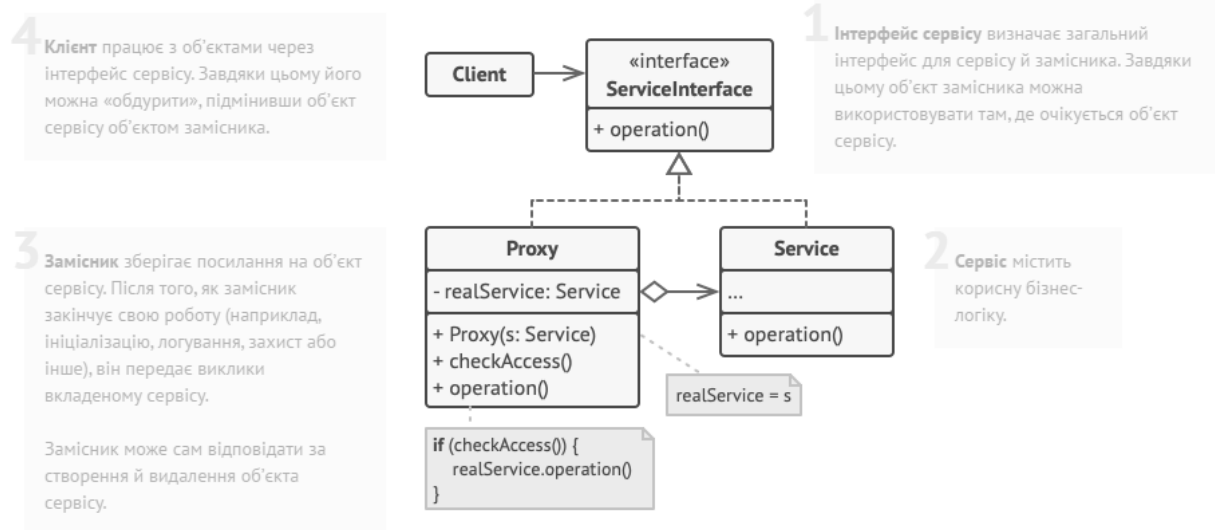 4
Клієнт працює з об’єктами через
інтерфейс сервісу. Завдяки цьому його
можна «обдурити», підмінивши об’єкт
сервісу об’єктом замісника.
Client
«interface»
ServiceInterface
+ operation()
1
Інтерфейс сервісу визначає загальний
інтерфейс для сервісу й замісника. Завдяки
цьому об’єкт замісника можна
використовувати там, де очікується об’єкт
сервісу.
3
Замісник зберігає посилання на об’єкт
сервісу. Після того, як замісник
закінчує свою роботу (наприклад,
ініціалізацію, логування, захист або
інше), він передає виклики
вкладеному сервісу.
Замісник може сам відповідати за
створення й видалення об’єкта
сервісу.
Proxy
- realService: Service
+ Proxy(s: Service)
+ checkAccess()
+ operation()
Service
...
+ operation()
2
Сервіс містить
корисну бізнес-
логіку.
realService = s
if (checkAccess()) {
realService.operation()
}